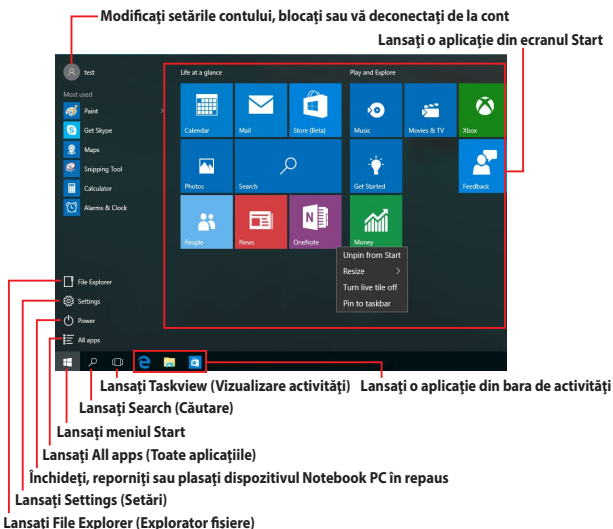 Modificați setările contului, blocați sau vă deconectați de la cont
Lansați o aplicație din ecranul Start
test
Life at a glance
Play and Explore
Most used
Paint
Get Skype
Maps
Snipping Tool
Calculator
Alarms & Clock
Calendar
Mail
Store (Beta)
Music
Movies & TV
Xbox
Photos
Search
Get Started
Feedback
People
News
OneNote
Money
Unpin from Start
Resize
Turn live tile off
Pin to taskbar
File Explorer
Settings
Power
All apps
Lansați Taskview (Vizualizare activități)
Lansați o aplicație din bara de activități
Lansați Search (Căutare)
Lansați meniul Start
Lansați All apps (Toate aplicațiile)
Închideți, reporniți sau plasați dispozitivul Notebook PC în repaus
Lansați Settings (Setări)
Lansați File Explorer (Explorator fișiere)